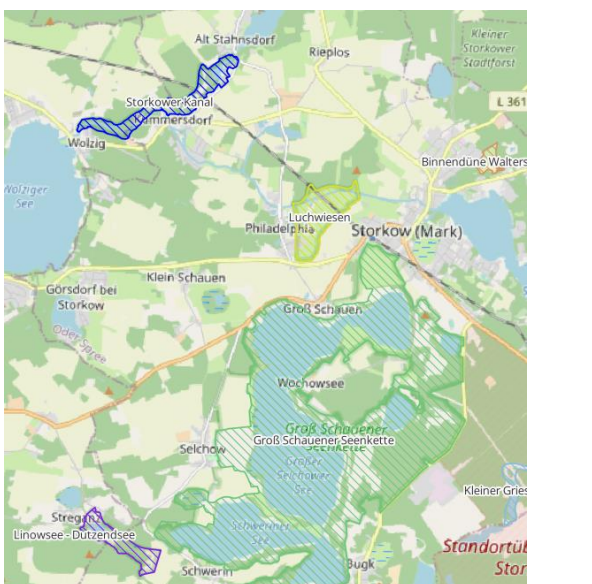 Alt Stahnsdorf
Rieplos
Kleiner
Storkower
Stadtforst
L 361
Storkower Kanal
Kummersdorf
Wolzig
Binnendüne Walters
Wolziger
See
Luchwiesen
Philadelphia
Storkow (Mark)
Klein Schauen
Görsdorf bei
Storkow
Groß Schauen
Oder-Spree
Wochowsee
Groß Schauener
Seenkette
Groß Schauener Seenkette
Selchow
Großer
Selchower
See
Kleiner Gries
Streganz
Schweriner
See
Linowsee - Dutzendsee
Standortüb
Stor
Schwerin
Bugk